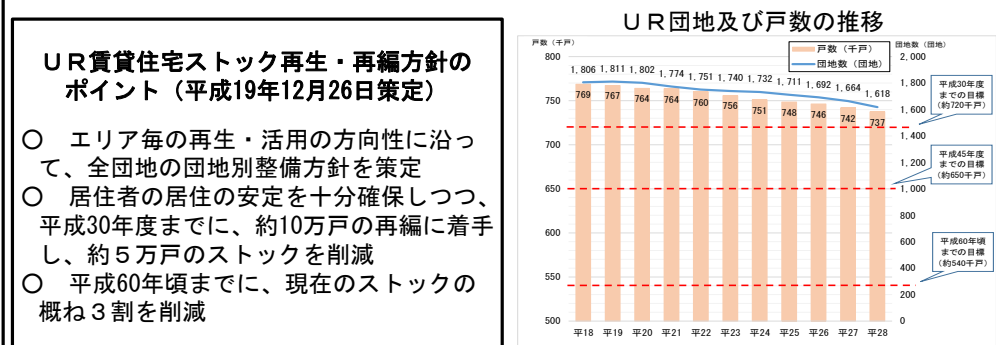 ＵＲ賃貸住宅ストック再生・再編方針の
ポイント（平成19年12月26日策定）
○　エリア毎の再生・活用の方向性に沿っ
て、全団地の団地別整備方針を策定
○　居住者の居住の安定を十分確保しつつ、
平成30年度までに、約10万戸の再編に着手
し、約５万戸のストックを削減
○　平成60年頃までに、現在のストックの
概ね３割を削減
ＵＲ団地及び戸数の推移
戸数（千戸）
団地数（団地）
戸数（千戸）
団地数（団地）
800
750
700
650
600
550
500
2,000
1,800
1,600
1,400
1,200
1,000
800
600
400
200
0
1,806 1,811 1,802 1,774 1,751 1,740 1,732 1,711 1,692 1,664 1,618
769 767 764 764 760 756 751 748 746 742 737
平18 平19 平20 平21 平22 平23 平24 平25 平26 平27 平28
平成30年度
までの目標
（約720千戸）
平成45年度
までの目標
（約650千戸）
平成60年頃
までの目標
（約540千戸）